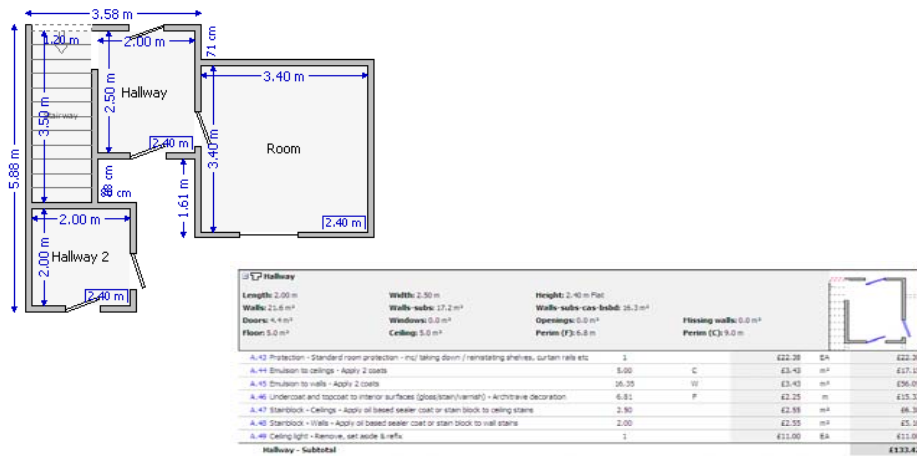 3.58 m
1.20 m
2.00 m
71 cm
3.40 m
Hallway
2.50 m
3.50 m
3.40 m
Room
2.40 m
5.88 m
88 cm
1.61 m
2.40 m
2.00 m
2.00 m
Hallway 2
2.40 m
Hallway
Length: 2.00 m Width: 2.50 m Height: 2.40 m Flat
Walls: 21.6 m² Walls-subs: 17.2 m² Walls-subs-cas-bsbd: 16.3 m²
Doors: 4.4 m² Windows: 0.0 m² Openings: 0.0 m² Missing walls: 0.0 m²
Floor: 5.0 m² Ceiling: 5.0 m² Perim (F): 6.8 m Perim (C): 9.0 m
A.43 Protection - Standard room protection - inc/ taking down / reinstating shelves, curtain rails etc 1 £22.28 EA
A.44 Emulsion to ceilings - Apply 2 coats 5.00 C £3.43 m² £17.15
A.45 Emulsion to walls - Apply 2 coats 16.35 W £3.43 m²
A.46 Undercoat and topcoat to interior surfaces (gloss/stain/varnish) - Architrave decoration 6.81 F £2.25 m
A.47 Stainblock - Ceilings - Apply oil based sealer coat or stain block to ceiling stains 2.50 £2.55 m²
A.48 Stainblock - Walls - Apply oil based sealer coat or stain block to wall stains 2.00 £2.55 m²
A.49 Ceiling light - Remove, set aside & refix 1 £11.00 EA
Hallway - Subtotal